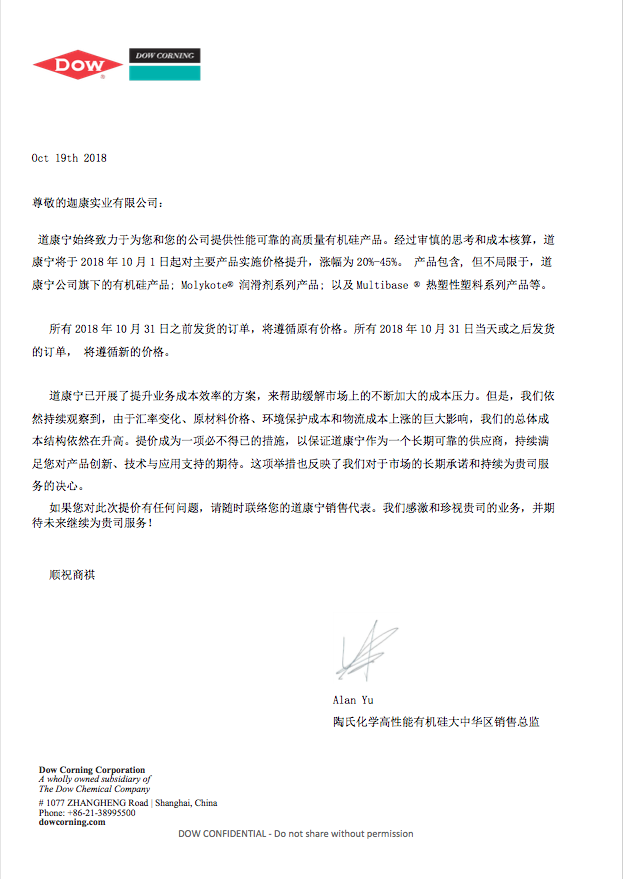 Dow
DOW CORNING
Oct 19th 2018
尊敬的迦康实业有限公司：
道康宁始终致力于为您和您的公司提供性能可靠的高质量有机硅产品。经过审慎的思考和成本核算，道
康宁将于 2018 年 10 月 1 日起对主要产品实施价格提升，涨幅为 20%-45%。 产品包含, 但不局限于, 道
康宁公司旗下的有机硅产品; Molykote® 润滑剂系列产品; 以及 Multibase ® 热塑性塑料系列产品等。
所有 2018 年 10 月 31 日之前发货的订单，将遵循原有价格。所有 2018 年 10 月 31 日当天或之后发货
的订单， 将遵循新的价格。
道康宁已开展了提升业务成本效率的方案，来帮助缓解市场上的不断加大的成本压力。但是，我们依
然持续观察到，由于汇率变化、原材料价格、环境保护成本和物流成本上涨的巨大影响，我们的总体成
本结构依然在升高。提价成为一项必不得已的措施，以保证道康宁作为一个长期可靠的供应商，持续满
足您对产品创新、技术与应用支持的期待。这项举措也反映了我们对于市场的长期承诺和持续为贵司服
务的决心。
如果您对此次提价有任何问题，请随时联络您的道康宁销售代表。我们感激和珍视贵司的业务，并期
待未来继续为贵司服务！
顺祝商祺
Alan Yu
陶氏化学高性能有机硅大中华区销售总监
Dow Corning Corporation
A wholly owned subsidiary of
The Dow Chemical Company
# 1077 ZHANGHENG Road | Shanghai, China
Phone: +86-21-38995500
dowcorning.com
DOW CONFIDENTIAL - Do not share without permission